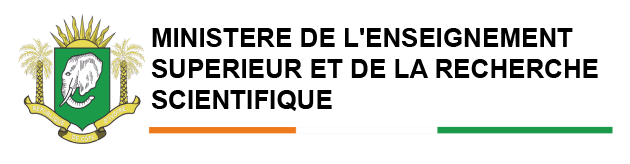 MINISTERE DE L'ENSEIGNEMENT
SUPERIEUR ET DE LA RECHERCHE
SCIENTIFIQUE